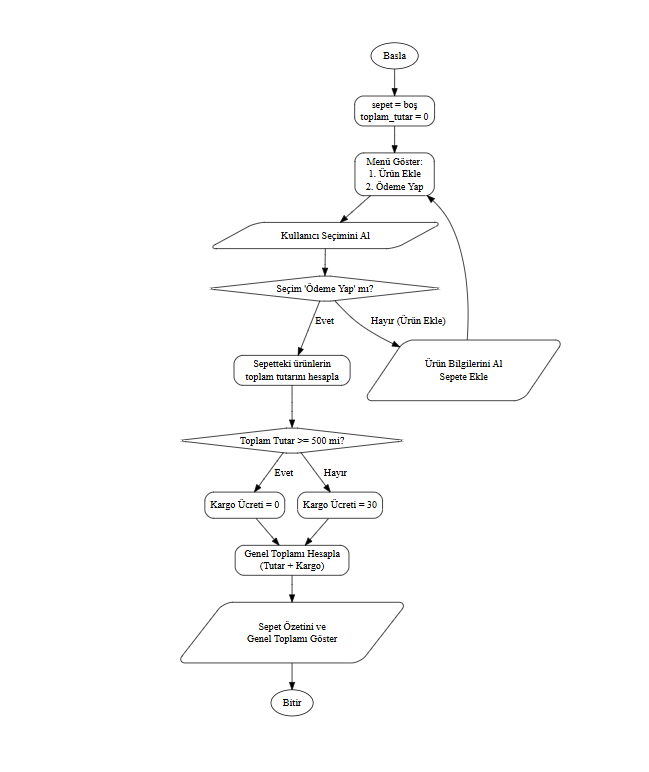 Basla
sepet = boş
toplam_tutar = 0
Menü Göster:
1. Ürün Ekle
2. Ödeme Yap
Kullanıcı Seçimini Al
Seçim 'Ödeme Yap' mı?
Evet
Hayır (Ürün Ekle)
Sepetteki ürünlerin
toplam tutarını hesapla
Ürün Bilgilerini Al
Sepete Ekle
Toplam Tutar >= 500 mi?
Evet
Hayır
Kargo Ücreti = 0
Kargo Ücreti = 30
Genel Toplamı Hesapla
(Tutar + Kargo)
Sepet Özetini ve
Genel Toplamı Göster
Bitir